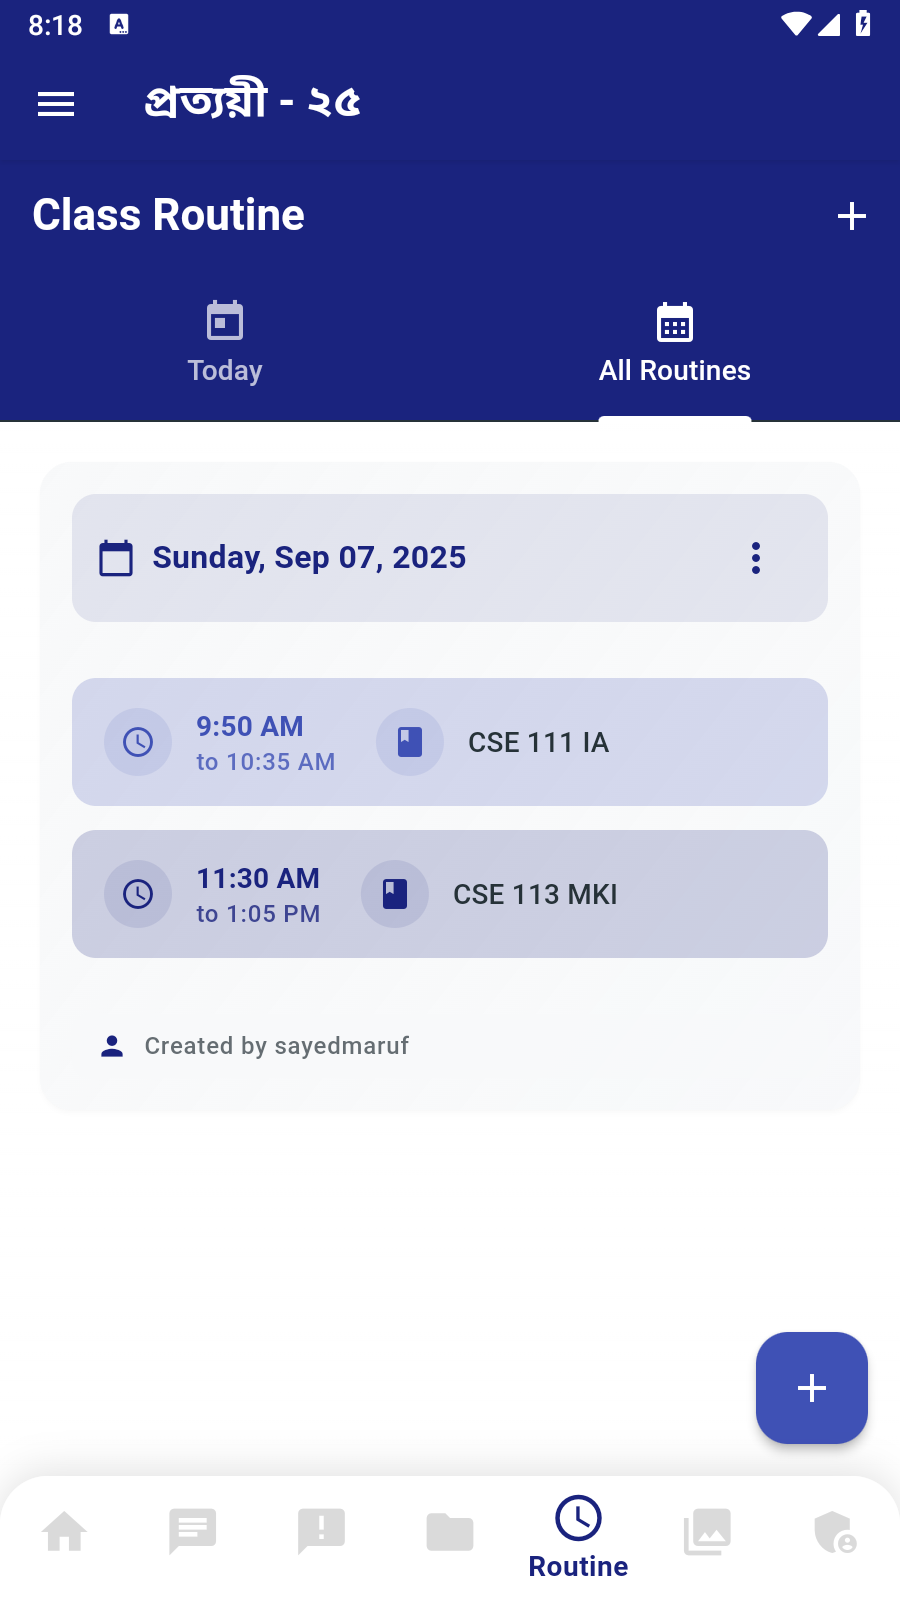 8:18
প্রত্যয়ী - ২৫
Class Routine
Today
All Routines
Sunday, Sep 07, 2025
9:50 AM
to 10:35 AM
CSE 111 IA
11:30 AM
to 1:05 PM
CSE 113 MKI
Created by sayedmaruf
Routine